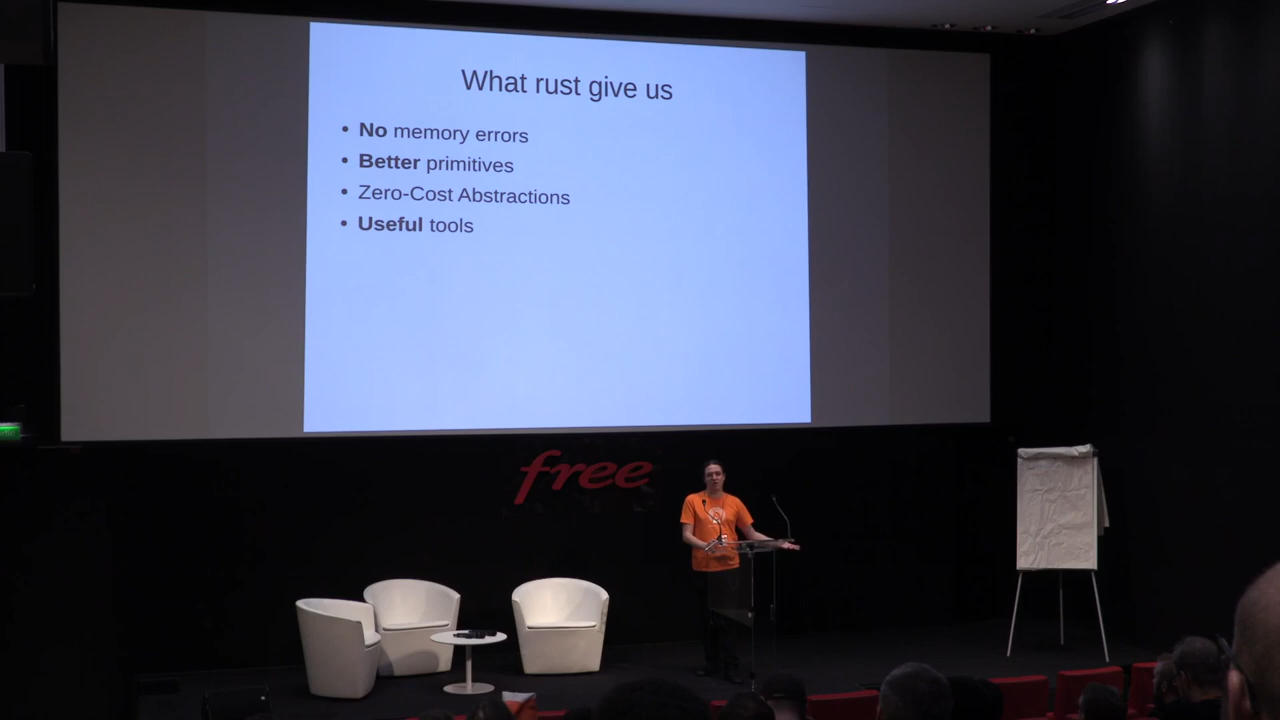 What rust give us
• No memory errors
• Better primitives
• Zero-Cost Abstractions
• Useful tools
free